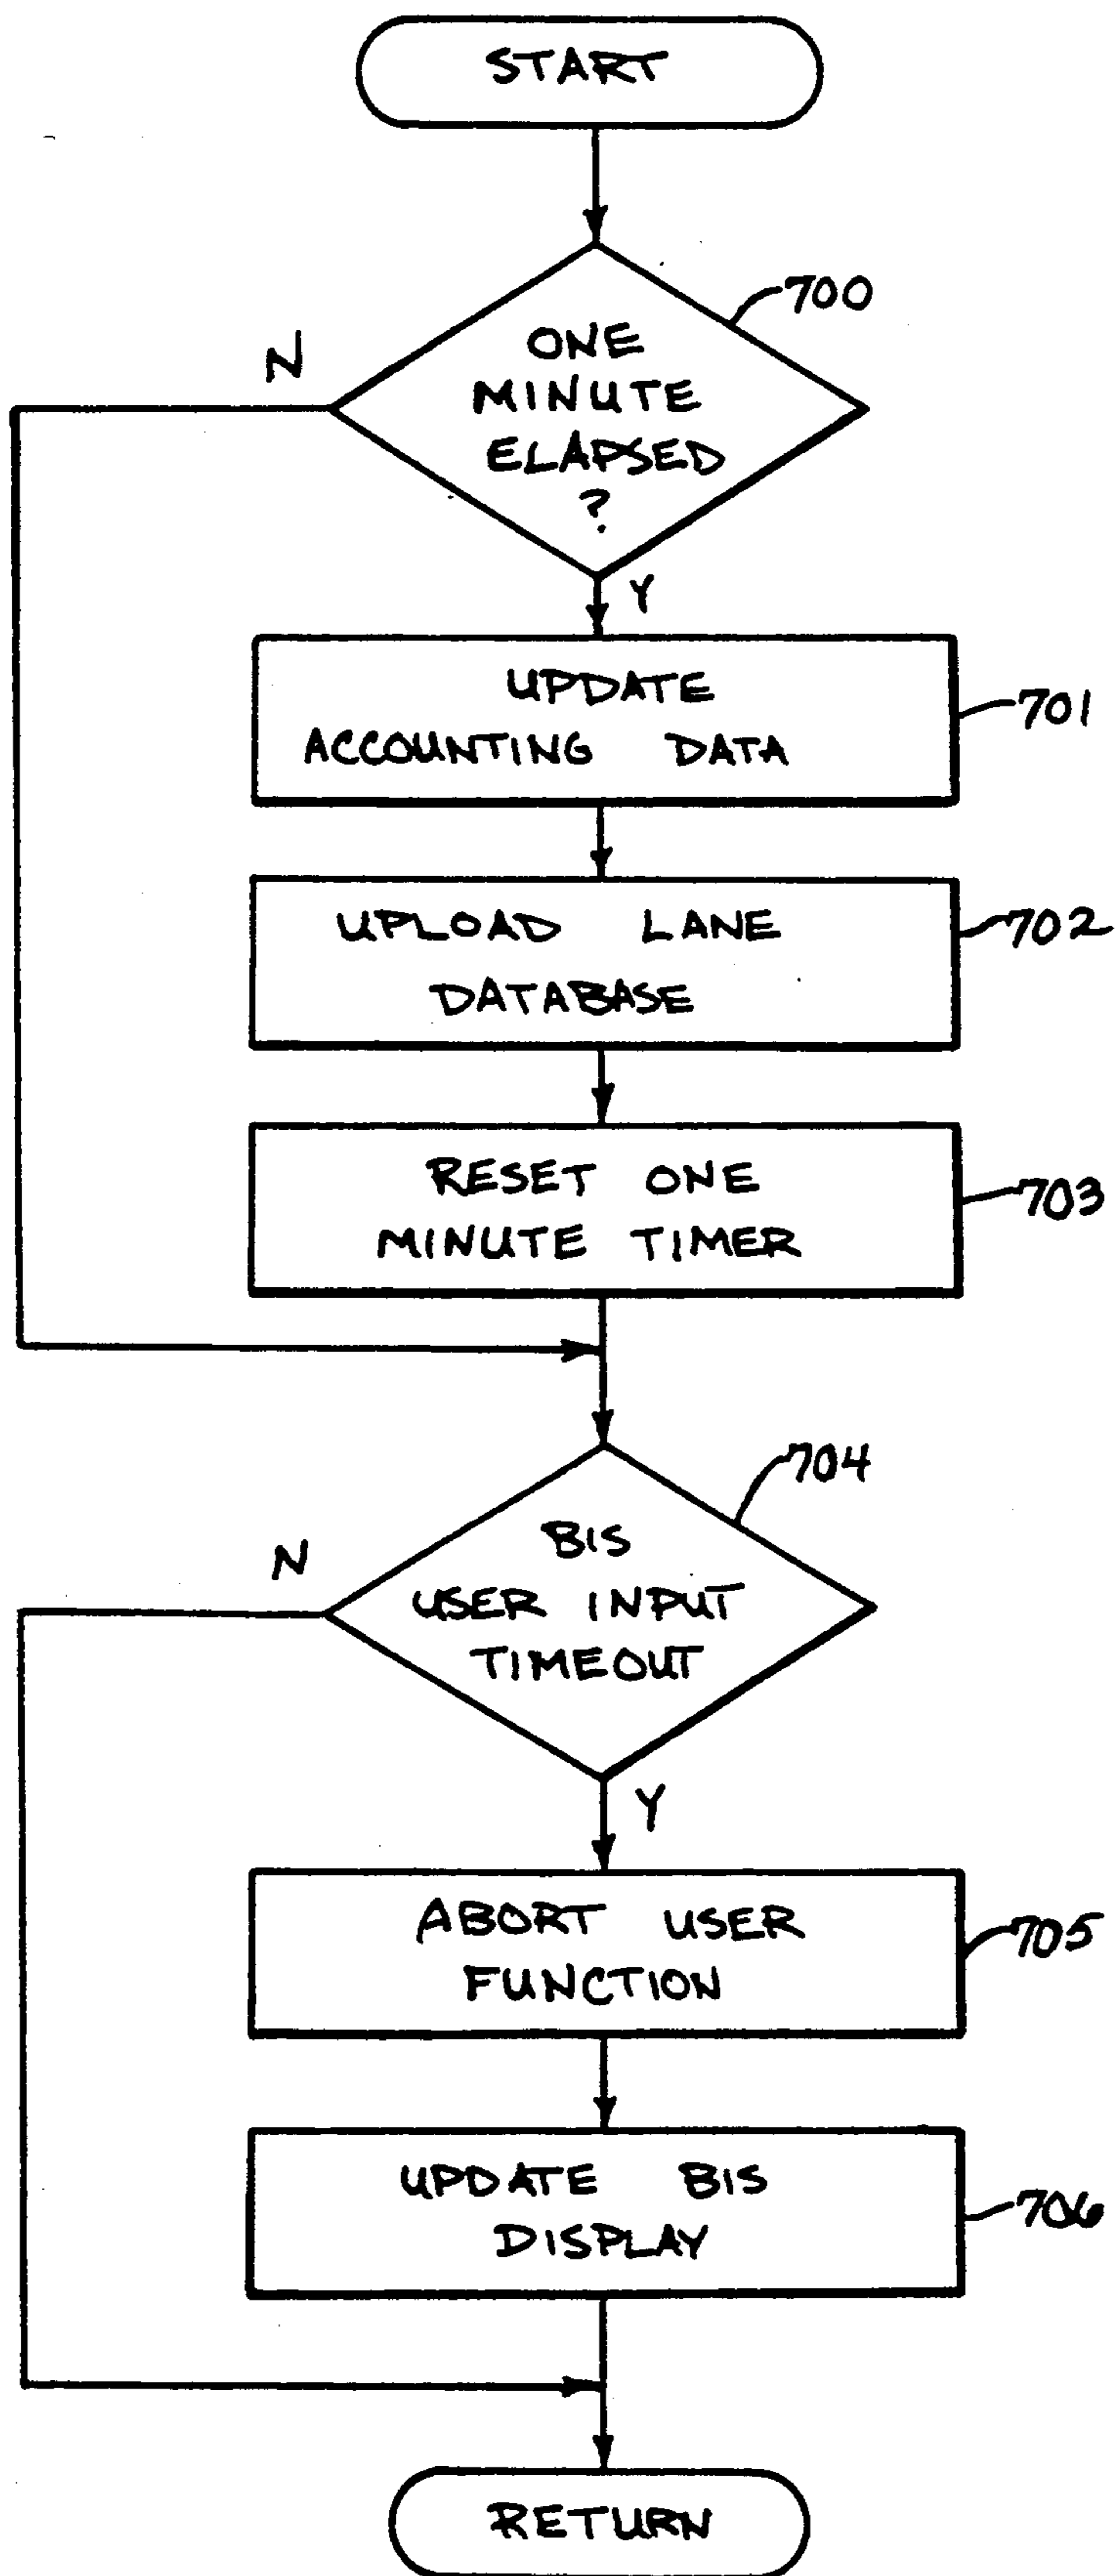 START
700
N
ONE
MINUTE
ELAPSED
?
Y
UPDATE
ACCOUNTING DATA
701
UPLOAD LANE
DATABASE
702
RESET ONE
MINUTE TIMER
703
704
N
BIS
USER INPUT
TIMEOUT
Y
ABORT USER
FUNCTION
705
UPDATE BIS
DISPLAY
706
RETURN